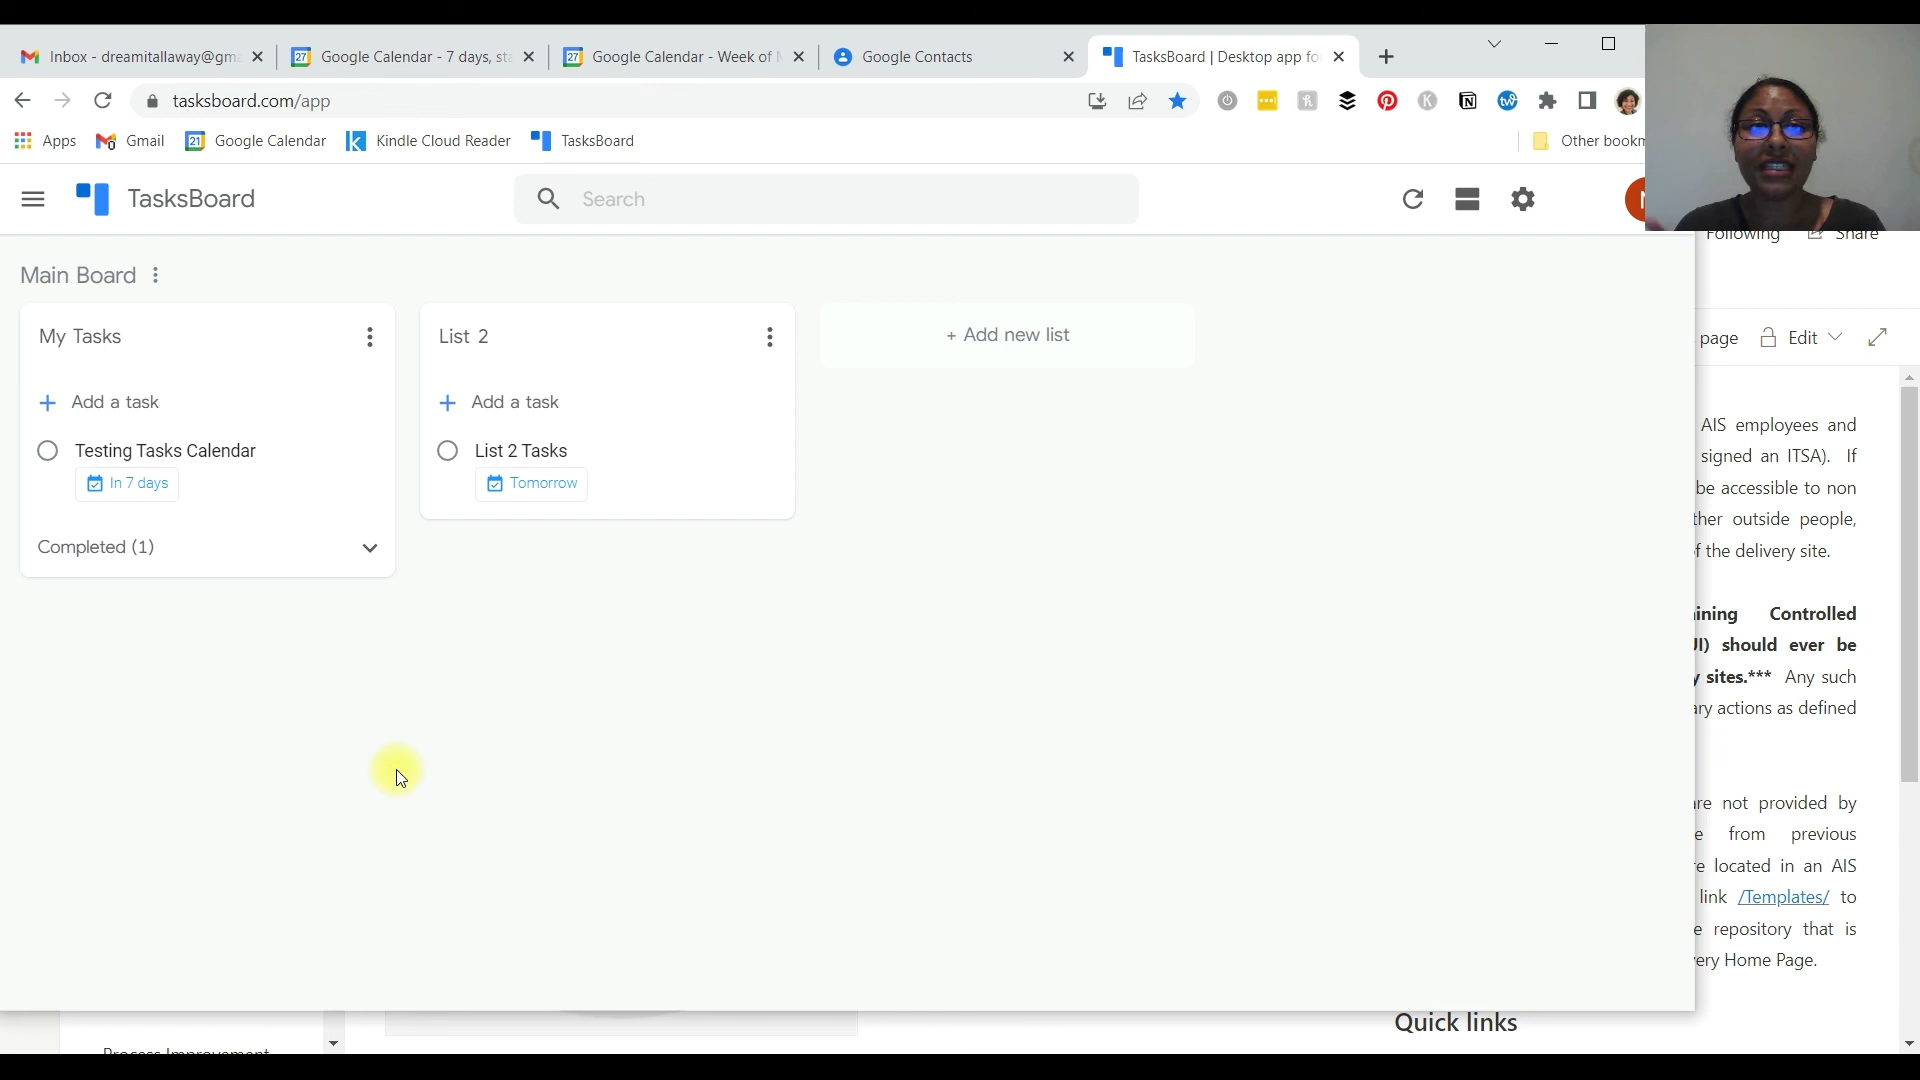 Inbox - dreamitallaway@gma
Google Calendar - 7 days, sta
Google Calendar - Week of
Google Contacts
TasksBoard | Desktop app fo
tasksboard.com/app
Apps
Gmail
Google Calendar
Kindle Cloud Reader
TasksBoard
Other bookm
TasksBoard
Search
Following
Share
Main Board
My Tasks
Add a task
Testing Tasks Calendar
In 7 days
Completed (1)
List 2
Add a task
List 2 Tasks
Tomorrow
+ Add new list
page
Edit
AIS employees and
signed an ITSA). If
be accessible to non
ther outside people,
f the delivery site.
ining Controlled
UI) should ever be
y sites.*** Any such
ary actions as defined
are not provided by
e from previous
re located in an AIS
link /Templates/ to
e repository that is
very Home Page.
Quick links
Process Improvement